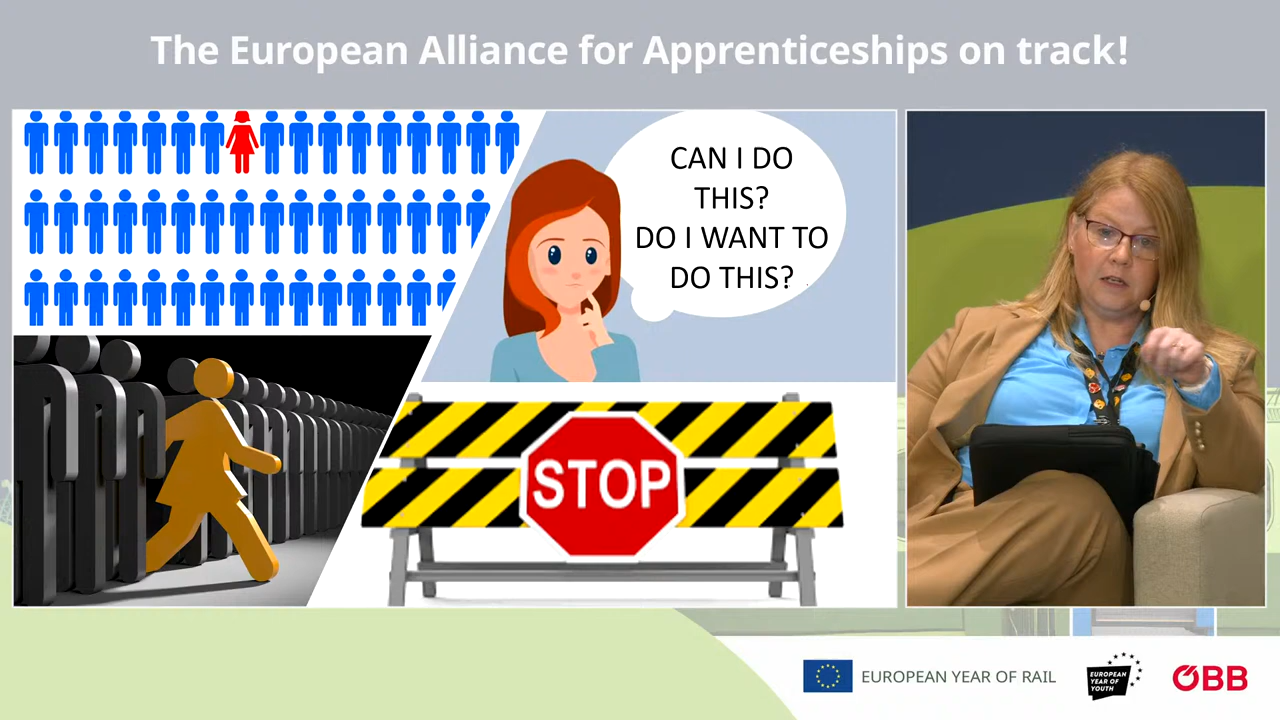 The European Alliance for Apprenticeships on track!
CAN I DO
THIS?
DO I WANT TO
DO THIS?
STOP
EUROPEAN YEAR OF RAIL
EUROPEAN
YEAR OF
YOUTH
ÖBB